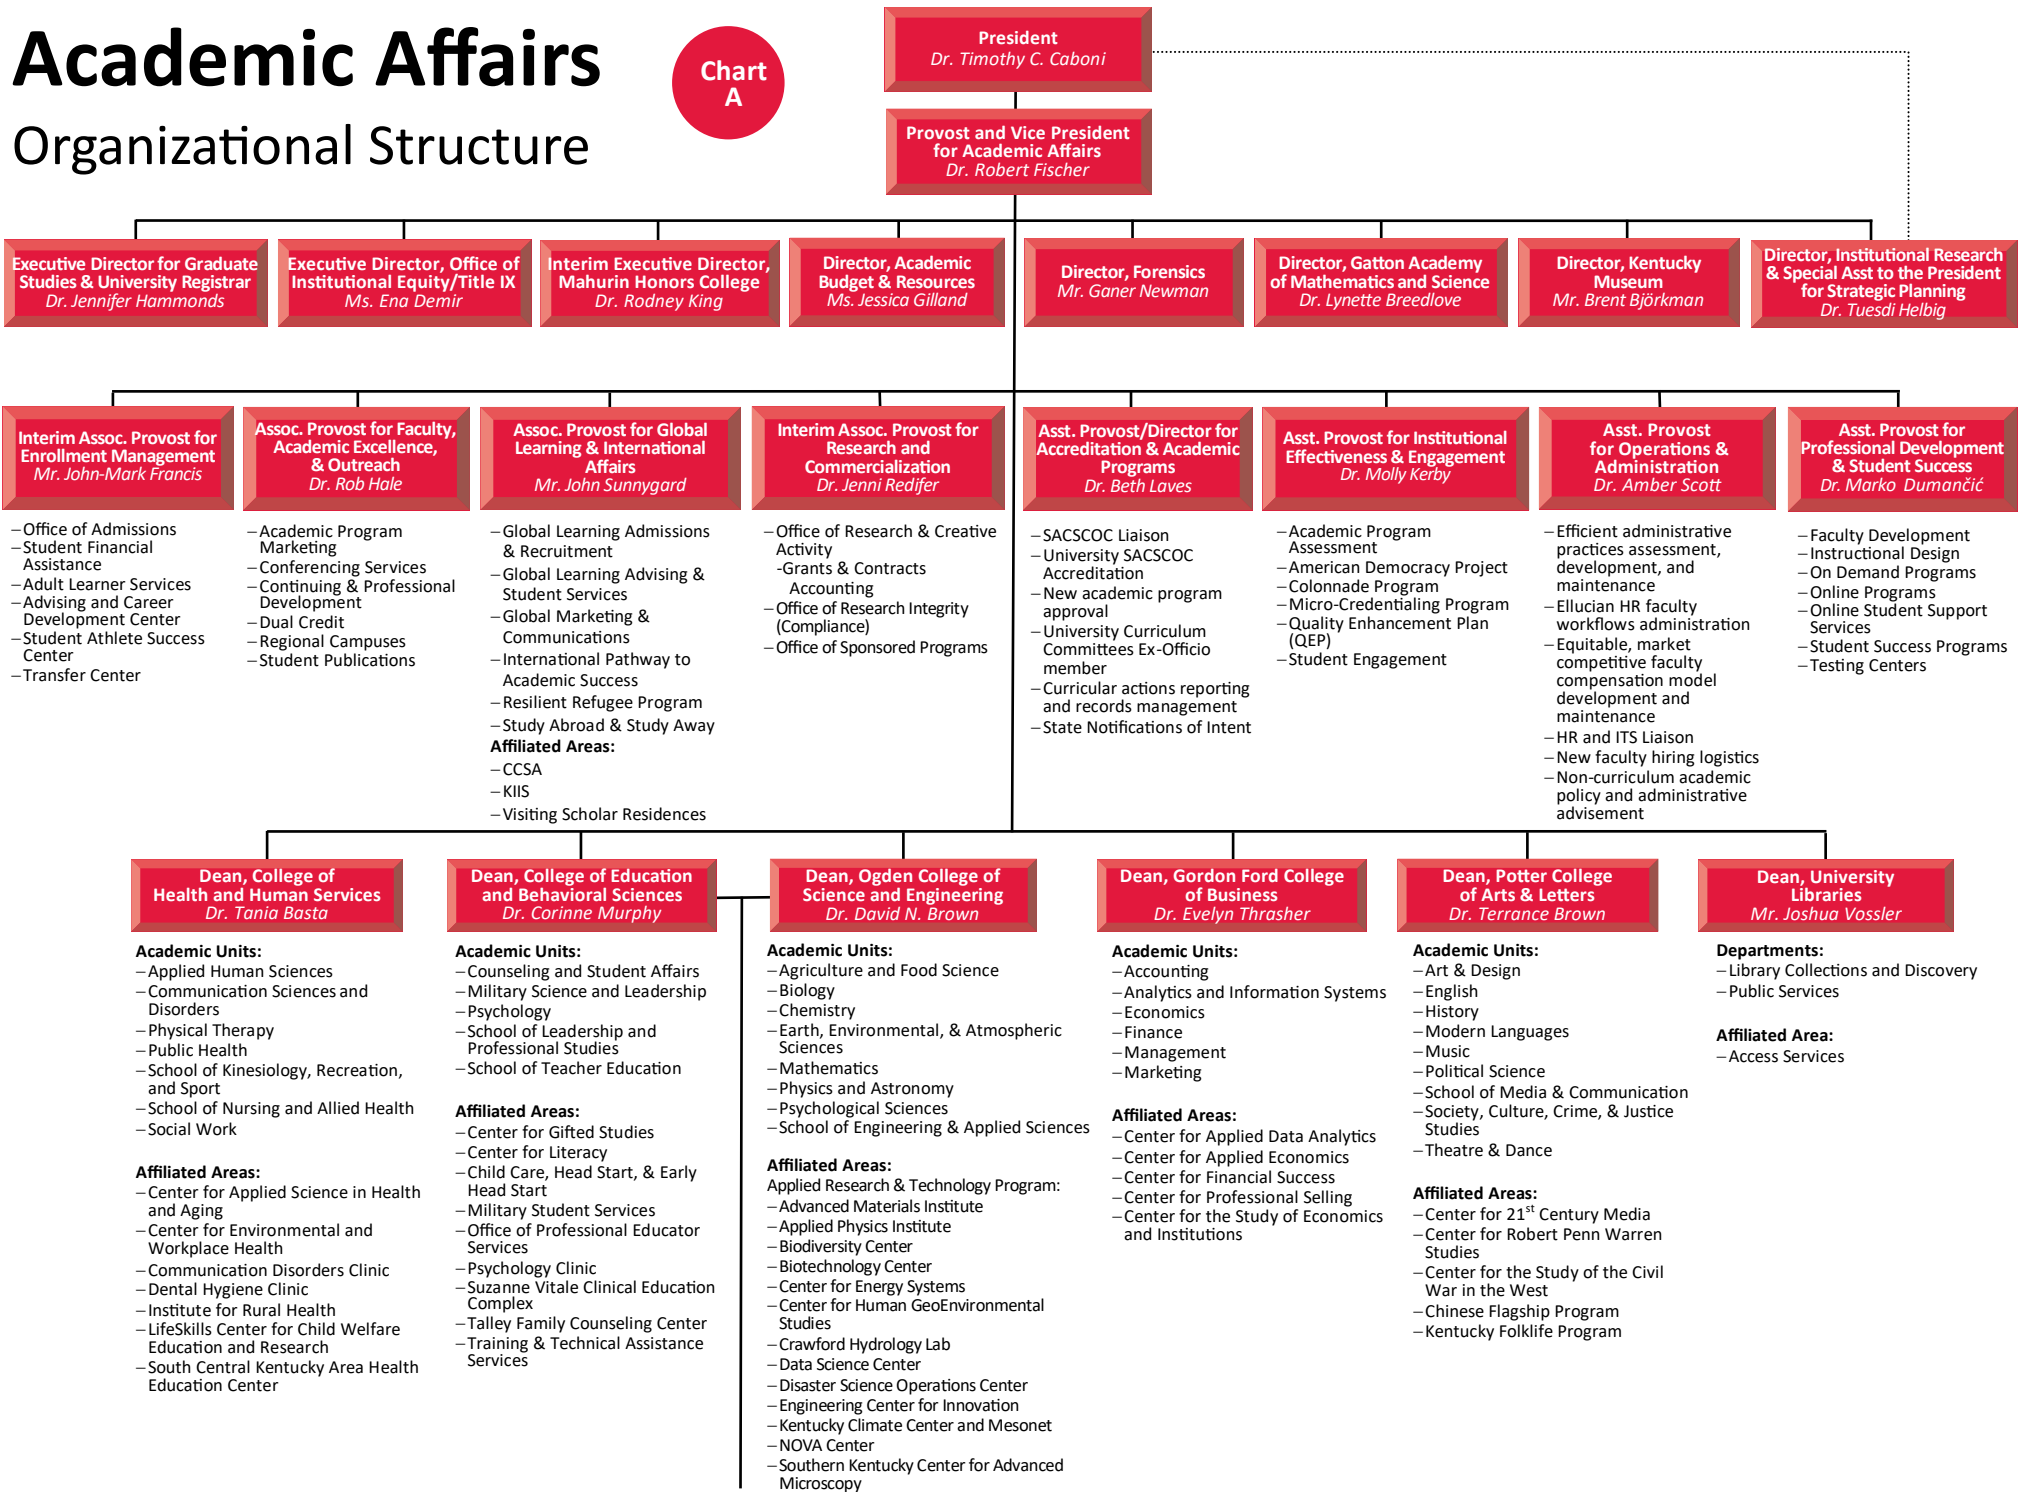 Academic Affairs
Organizational Structure
Chart
A
President
Dr. Timothy C. Caboni
Provost and Vice President
for Academic Affairs
Dr. Robert Fischer
Executive Director for Graduate
Studies & University Registrar
Dr. Jennifer Hammonds
Executive Director, Office of
Institutional Equity/Title IX
Ms. Ena Demir
Interim Executive Director,
Mahurin Honors College
Dr. Rodney King
Director, Academic
Budget & Resources
Ms. Jessica Gilland
Director, Forensics
Mr. Ganer Newman
Director, Gatton Academy
of Mathematics and Science
Dr. Lynette Breedlove
Director, Kentucky
Museum
Mr. Brent Björkman
Director, Institutional Research
& Special Asst to the President
for Strategic Planning
Dr. Tuesdi Helbig
Interim Assoc. Provost for
Enrollment Management
Mr. John-Mark Francis
–Office of Admissions
–Student Financial
Assistance
–Adult Learner Services
–Advising and Career
Development Center
–Student Athlete Success
Center
–Transfer Center
Assoc. Provost for Faculty,
Academic Excellence,
& Outreach
Dr. Rob Hale
–Academic Program
Marketing
–Conferencing Services
–Continuing & Professional
Development
–Dual Credit
–Regional Campuses
–Student Publications
Assoc. Provost for Global
Learning & International
Affairs
Mr. John Sunnygard
–Global Learning Admissions
& Recruitment
–Global Learning Advising &
Student Services
–Global Marketing &
Communications
–International Pathway to
Academic Success
–Resilient Refugee Program
–Study Abroad & Study Away
Affiliated Areas:
–CCSA
–KIIS
–Visiting Scholar Residences
Interim Assoc. Provost for
Research and
Commercialization
Dr. Jenni Redifer
–Office of Research & Creative
Activity
-Grants & Contracts
Accounting
–Office of Research Integrity
(Compliance)
–Office of Sponsored Programs
Asst. Provost/Director for
Accreditation & Academic
Programs
Dr. Beth Laves
–SACSCOC Liaison
–University SACSCOC
Accreditation
–New academic program
approval
–University Curriculum
Committees Ex-Officio
member
–Curricular actions reporting
and records management
–State Notifications of Intent
Asst. Provost for Institutional
Effectiveness & Engagement
Dr. Molly Kerby
–Academic Program
Assessment
–American Democracy Project
–Colonnade Program
–Micro-Credentialing Program
–Quality Enhancement Plan
(QEP)
–Student Engagement
Asst. Provost
for Operations &
Administration
Dr. Amber Scott
–Efficient administrative
practices assessment,
development, and
maintenance
–Ellucian HR faculty
workflows administration
–Equitable, market
competitive faculty
compensation model
development and
maintenance
–HR and ITS Liaison
–New faculty hiring logistics
–Non-curriculum academic
policy and administrative
advisement
Asst. Provost for
Professional Development
& Student Success
Dr. Marko Dumančić
–Faculty Development
–Instructional Design
–On Demand Programs
–Online Programs
–Online Student Support
Services
–Student Success Programs
–Testing Centers
Dean, College of
Health and Human Services
Dr. Tania Basta
Academic Units:
–Applied Human Sciences
–Communication Sciences and
Disorders
–Physical Therapy
–Public Health
–School of Kinesiology, Recreation,
and Sport
–School of Nursing and Allied Health
–Social Work
Affiliated Areas:
–Center for Applied Science in Health
and Aging
–Center for Environmental and
Workplace Health
–Communication Disorders Clinic
–Dental Hygiene Clinic
–Institute for Rural Health
–LifeSkills Center for Child Welfare
Education and Research
–South Central Kentucky Area Health
Education Center
Dean, College of Education
and Behavioral Sciences
Dr. Corinne Murphy
Academic Units:
–Counseling and Student Affairs
–Military Science and Leadership
–Psychology
–School of Leadership and
Professional Studies
–School of Teacher Education
Affiliated Areas:
–Center for Gifted Studies
–Center for Literacy
–Child Care, Head Start, & Early
Head Start
–Military Student Services
–Office of Professional Educator
Services
–Psychology Clinic
–Suzanne Vitale Clinical Education
Complex
–Talley Family Counseling Center
–Training & Technical Assistance
Services
Dean, Ogden College of
Science and Engineering
Dr. David N. Brown
Academic Units:
–Agriculture and Food Science
–Biology
–Chemistry
–Earth, Environmental, & Atmospheric
Sciences
–Mathematics
–Physics and Astronomy
–Psychological Sciences
–School of Engineering & Applied Sciences
Affiliated Areas:
Applied Research & Technology Program:
–Advanced Materials Institute
–Applied Physics Institute
–Biodiversity Center
–Biotechnology Center
–Center for Energy Systems
–Center for Human GeoEnvironmental
Studies
–Crawford Hydrology Lab
–Data Science Center
–Disaster Science Operations Center
–Engineering Center for Innovation
–Kentucky Climate Center and Mesonet
–NOVA Center
–Southern Kentucky Center for Advanced
Microscopy
Dean, Gordon Ford College
of Business
Dr. Evelyn Thrasher
Academic Units:
–Accounting
–Analytics and Information Systems
–Economics
–Finance
–Management
–Marketing
Affiliated Areas:
–Center for Applied Data Analytics
–Center for Applied Economics
–Center for Financial Success
–Center for Professional Selling
–Center for the Study of Economics
and Institutions
Dean, Potter College
of Arts & Letters
Dr. Terrance Brown
Academic Units:
–Art & Design
–English
–History
–Modern Languages
–Music
–Political Science
–School of Media & Communication
–Society, Culture, Crime, & Justice
Studies
–Theatre & Dance
Affiliated Areas:
–Center for 21st Century Media
–Center for Robert Penn Warren
Studies
–Center for the Study of the Civil
War in the West
–Chinese Flagship Program
–Kentucky Folklife Program
Dean, University
Libraries
Mr. Joshua Vossler
Departments:
–Library Collections and Discovery
–Public Services
Affiliated Area:
–Access Services